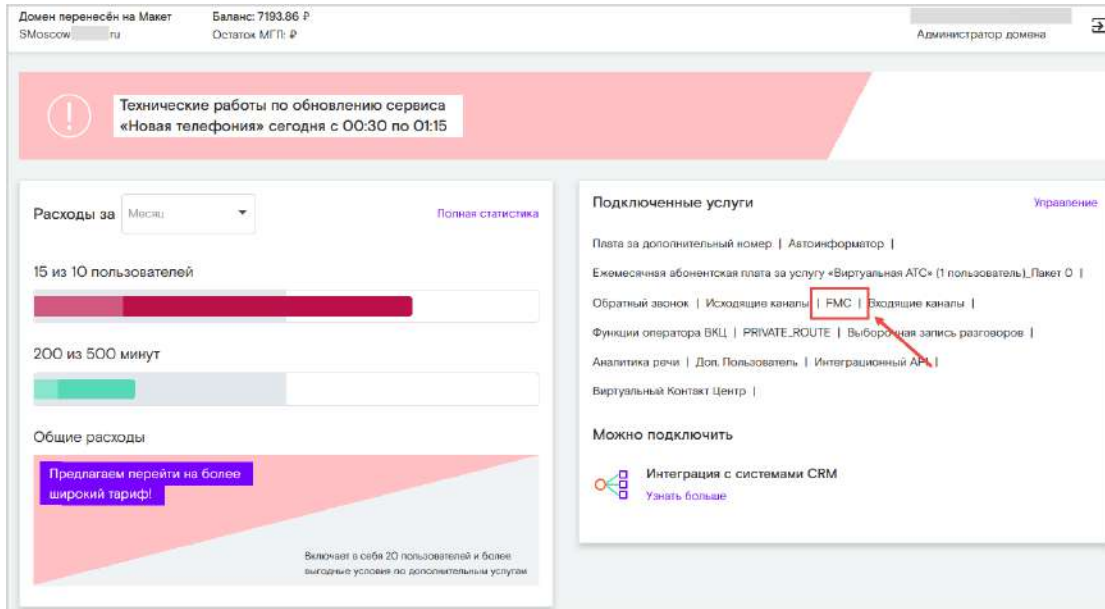 Домен перенесён на Макет
SMoscow ru
Баланс: 7193.86 ₽
Остаток МГП: ₽
Администратор домена
Технические работы по обновлению сервиса
«Новая телефония» сегодня с 00:30 по 01:15
Расходы за Месяц
Полная статистика
15 из 10 пользователей
200 из 500 минут
Общие расходы
Предлагаем перейти на более
широкий тариф!
Включает в себя 20 пользователей и более
выгодные условия по дополнительным услугам
Подключенные услуги
Управление
Плата за дополнительный номер | Автоинформатор |
Ежемесячная абонентская плата за услугу «Виртуальная АТС» (1 пользователь)_Пакет О |
Обратный звонок | Исходящие каналы | FMC | Входящие каналы |
Функции оператора ВКЦ | PRIVATE_ROUTE | Выборочная запись разговоров |
Аналитика речи | Доп. Пользователь | Интеграционный API |
Виртуальный Контакт Центр |
Можно подключить
Интеграция с системами CRM
Узнать больше